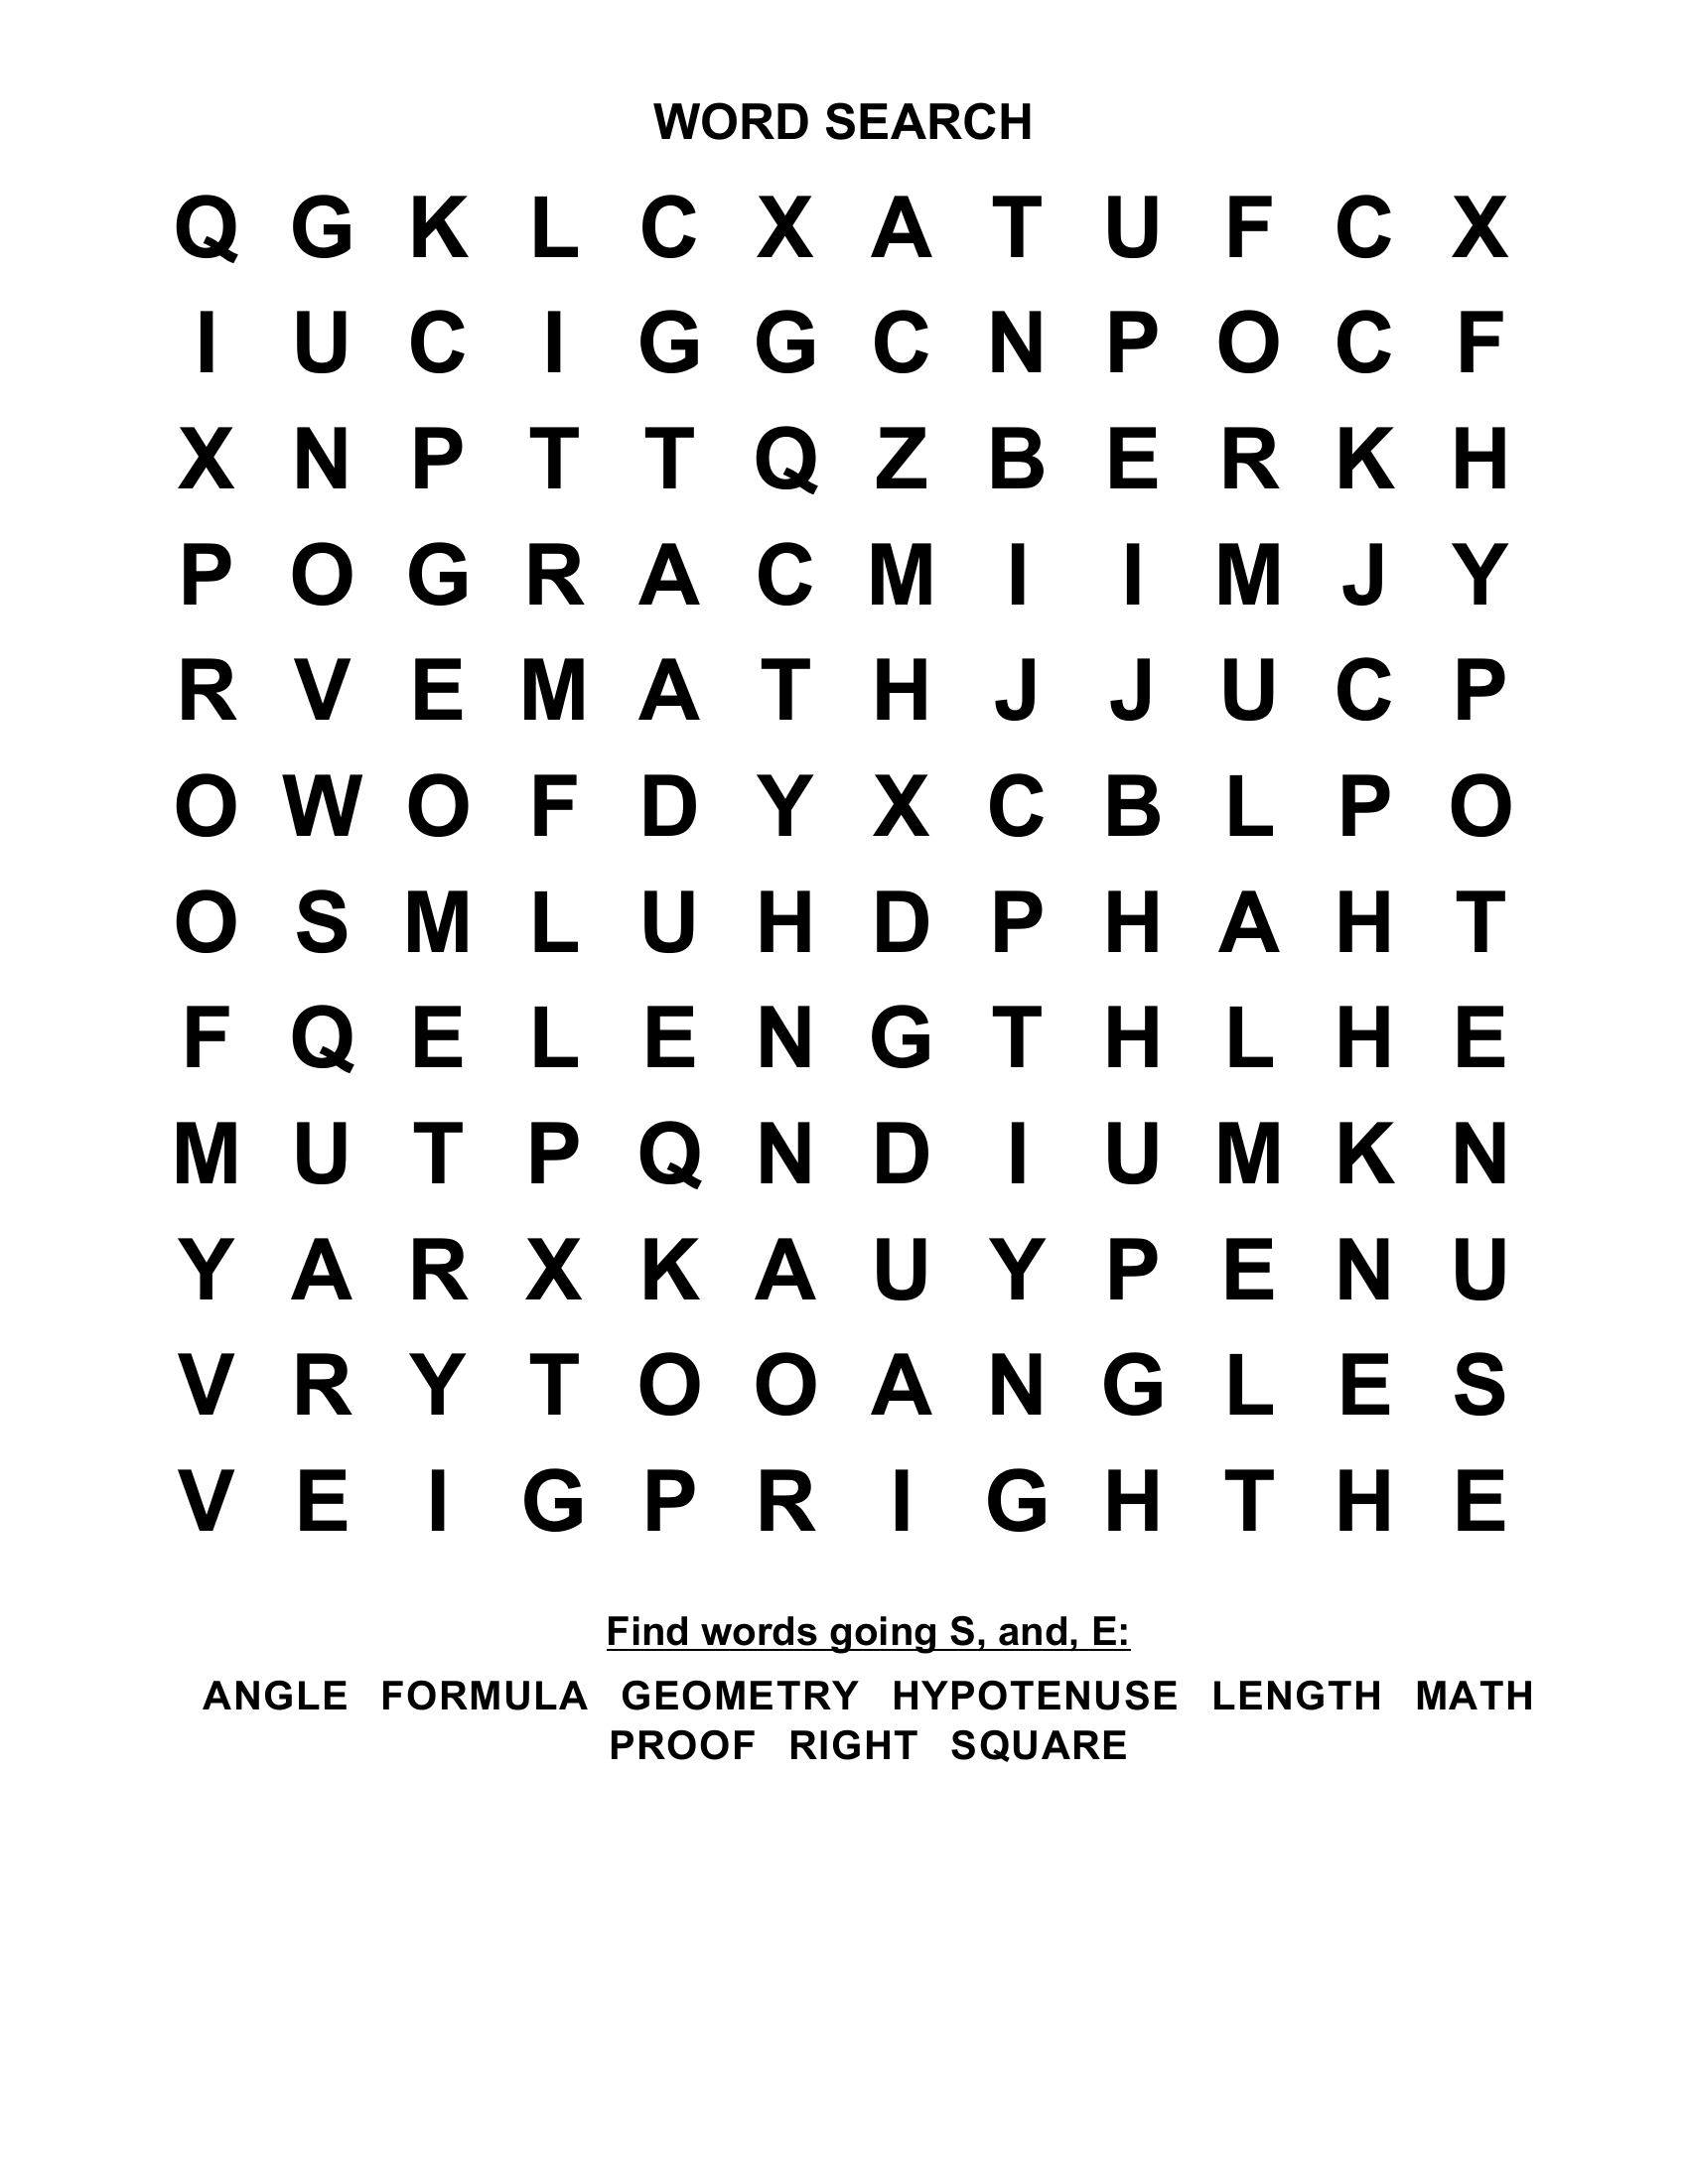 WORD SEARCH
Q G K L C X A T U F C X
I U C I G G C N P O C F
X N P T T Q Z B E R K H
P O G R A C M I I M J Y
R V E M A T H J J U C P
O W O F D Y X C B L P O
O S M L U H D P H A H T
F Q E L E N G T H L H E
M U T P Q N D I U M K N
Y A R X K A U Y P E N U
V R Y T O O A N G L E S
V E I G P R I G H T H E
Find words going S, and, E:
ANGLE FORMULA GEOMETRY HYPOTENUSE LENGTH MATH
PROOF RIGHT SQUARE